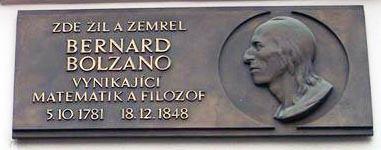 ZDE ŽIL A ZEMŘEL
BERNARD
BOLZANO
VYNIKAJÍCÍ
MATEMATIK A FILOZOF
5.10.1781 18.12.1848